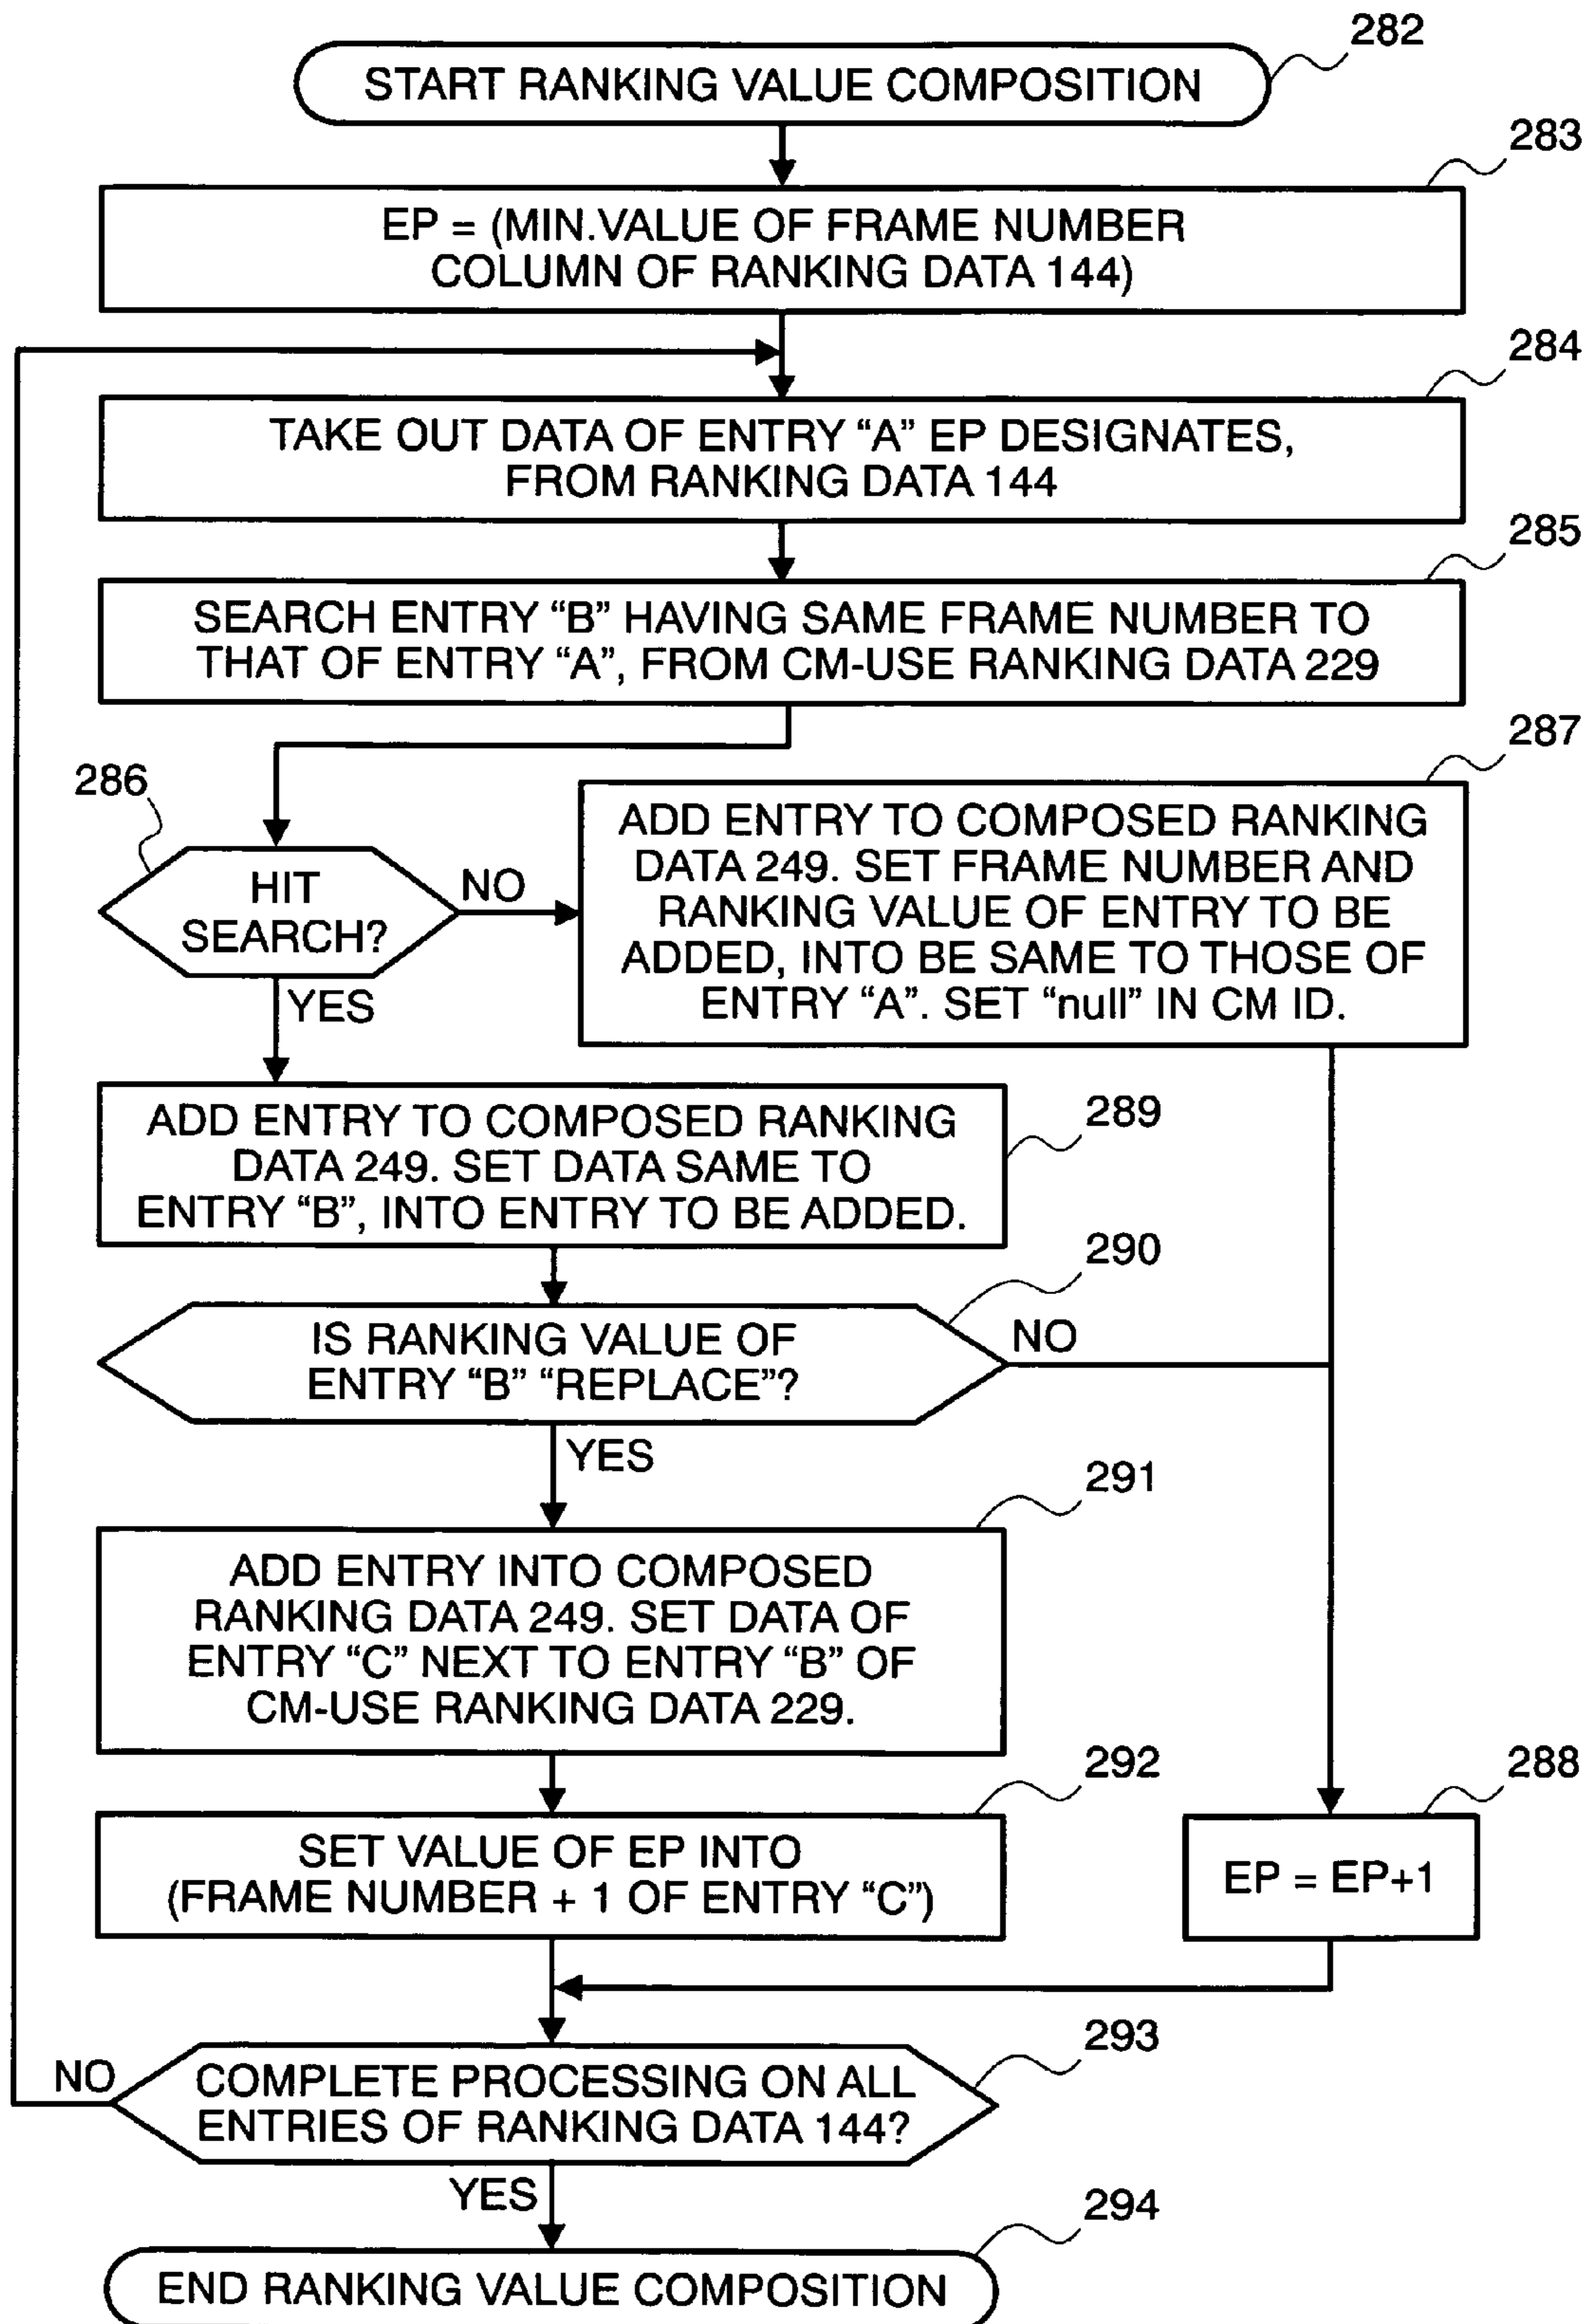 282
START RANKING VALUE COMPOSITION
283
EP = (MIN.VALUE OF FRAME NUMBER
COLUMN OF RANKING DATA 144)
284
TAKE OUT DATA OF ENTRY “A” EP DESIGNATES,
FROM RANKING DATA 144
285
SEARCH ENTRY “B” HAVING SAME FRAME NUMBER TO
THAT OF ENTRY “A”, FROM CM-USE RANKING DATA 229
286
HIT
SEARCH?
NO
YES
287
ADD ENTRY TO COMPOSED RANKING
DATA 249. SET FRAME NUMBER AND
RANKING VALUE OF ENTRY TO BE
ADDED, INTO BE SAME TO THOSE OF
ENTRY “A”. SET “null” IN CM ID.
289
ADD ENTRY TO COMPOSED RANKING
DATA 249. SET DATA SAME TO
ENTRY “B”, INTO ENTRY TO BE ADDED.
290
IS RANKING VALUE OF
ENTRY “B” “REPLACE”?
NO
YES
291
ADD ENTRY INTO COMPOSED
RANKING DATA 249. SET DATA OF
ENTRY “C” NEXT TO ENTRY “B” OF
CM-USE RANKING DATA 229.
292
SET VALUE OF EP INTO
(FRAME NUMBER + 1 OF ENTRY “C”)
288
EP = EP+1
293
NO
COMPLETE PROCESSING ON ALL
ENTRIES OF RANKING DATA 144?
YES
294
END RANKING VALUE COMPOSITION